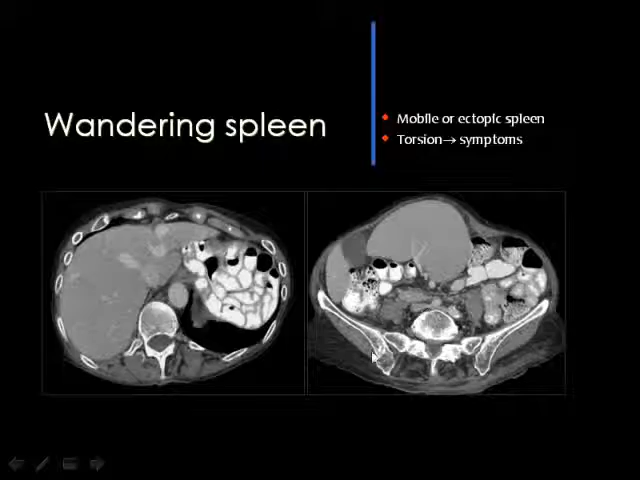 Wandering spleen
Mobile or ectopic spleen
Torsion→ symptoms